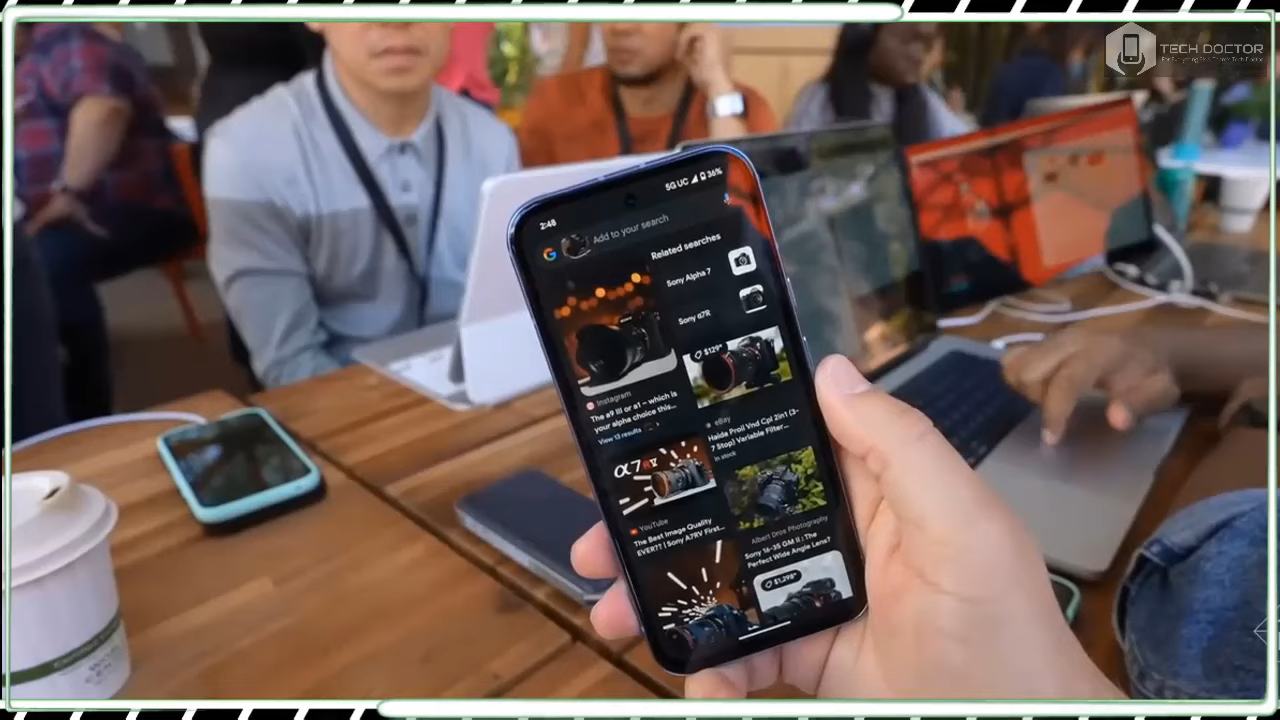 TECH DOCTOR
2:48
5G UC
36%
Add to your search
Related searches
Sony Alpha 7
Sony α7R
Instagram
The a9 III or a1 – which is
your alpha choice this...
View 13 results
$129*
eBay
Haida Proii Vnd Cpl 2in1 (3-
7 Stop) Variable Filter...
In stock
α7RV
YouTube
The Best Image Quality
EVER?? | Sony A7RV First...
Albert Dros Photography
Sony 16-35 GM II : The
Perfect Wide Angle Lens?
$1,298*